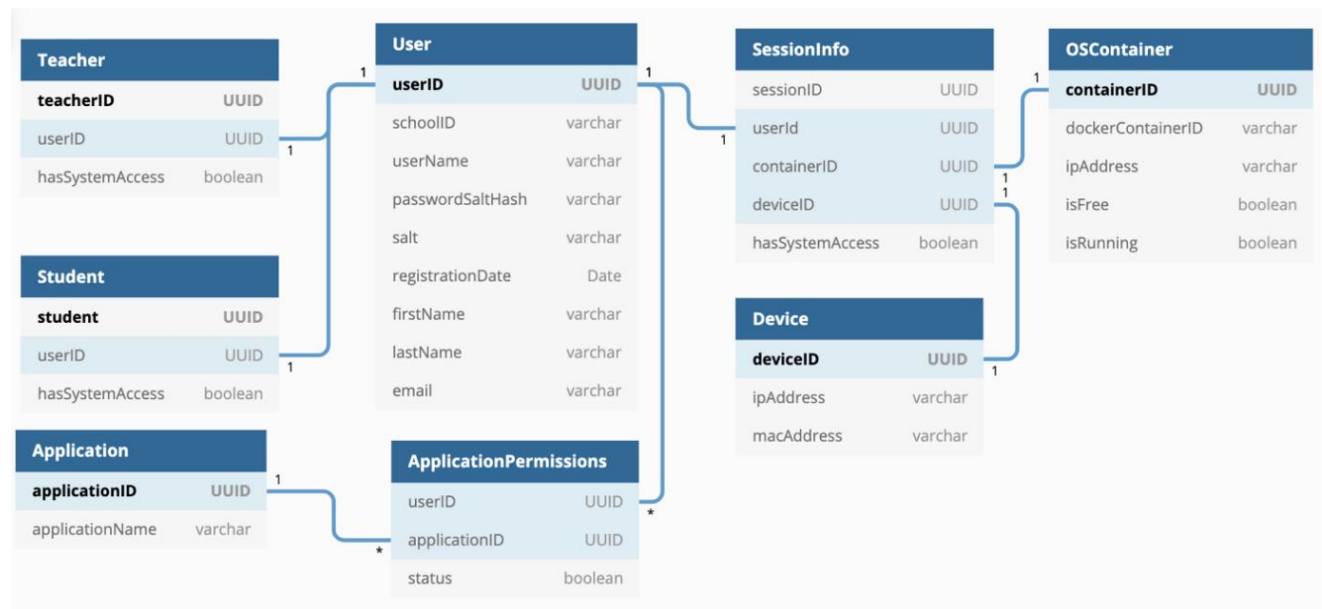 Teacher
teacherID UUID
userID UUID
1
hasSystemAccess boolean
Student
student UUID
userID UUID
1
hasSystemAccess boolean
Application
applicationID UUID
1
applicationName varchar
User
1
userID UUID
1
schoolID varchar
userName varchar
passwordSaltHash varchar
salt varchar
registrationDate Date
firstName varchar
lastName varchar
email varchar
ApplicationPermissions
userID UUID
*
applicationID UUID
*
status boolean
SessionInfo
sessionID UUID
userId UUID
1
containerID UUID
1
1
deviceID UUID
hasSystemAccess boolean
Device
deviceID UUID
1
ipAddress varchar
macAddress varchar
OSContainer
1
containerID UUID
dockerContainerID varchar
ipAddress varchar
isFree boolean
isRunning boolean